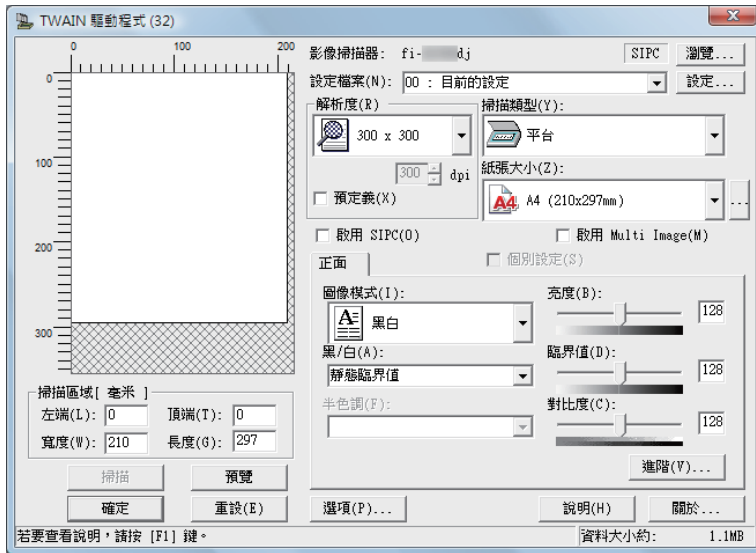 TWAIN 驅動程式 (32)
0 100 200
0
100
200
300
影像掃描器: fi- dj SIPC 瀏覽...
設定檔案(N): 00 : 目前的設定 設定...
解析度(R)
300 x 300
300 dpi
預定義(X)
掃描類型(Y):
平台
紙張大小(Z):
A4 A4 (210x297mm) ...
啟用 SIPC(O) 啟用 Multi Image(M)
正面 個別設定(S)
圖像模式(I):
黑白
黑/白(A):
靜態臨界值
半色調(F):
亮度(B):
128
臨界值(D):
128
對比度(C):
128
進階(V)...
掃描區域[ 毫米 ]
左端(L): 0 頂端(T): 0
寬度(W): 210 長度(G): 297
掃描 預覽
確定 重設(E) 選項(P)... 說明(H) 關於...
若要查看說明，請按 [F1] 鍵。 資料大小約: 1.1MB